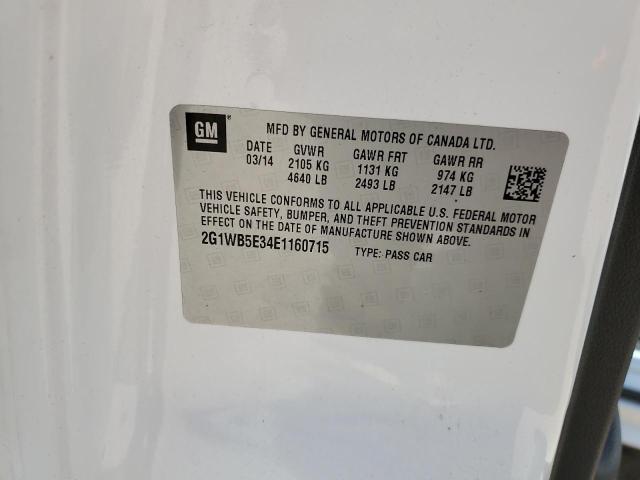 GM®
MFD BY GENERAL MOTORS OF CANADA LTD.
DATE GVWR GAWR FRT GAWR RR
03/14 2105 KG 1131 KG 974 KG
4640 LB 2493 LB 2147 LB
THIS VEHICLE CONFORMS TO ALL APPLICABLE U.S. FEDERAL MOTOR
VEHICLE SAFETY, BUMPER, AND THEFT PREVENTION STANDARDS IN
EFFECT ON THE DATE OF MANUFACTURE SHOWN ABOVE.
2G1WB5E34E1160715 TYPE: PASS CAR